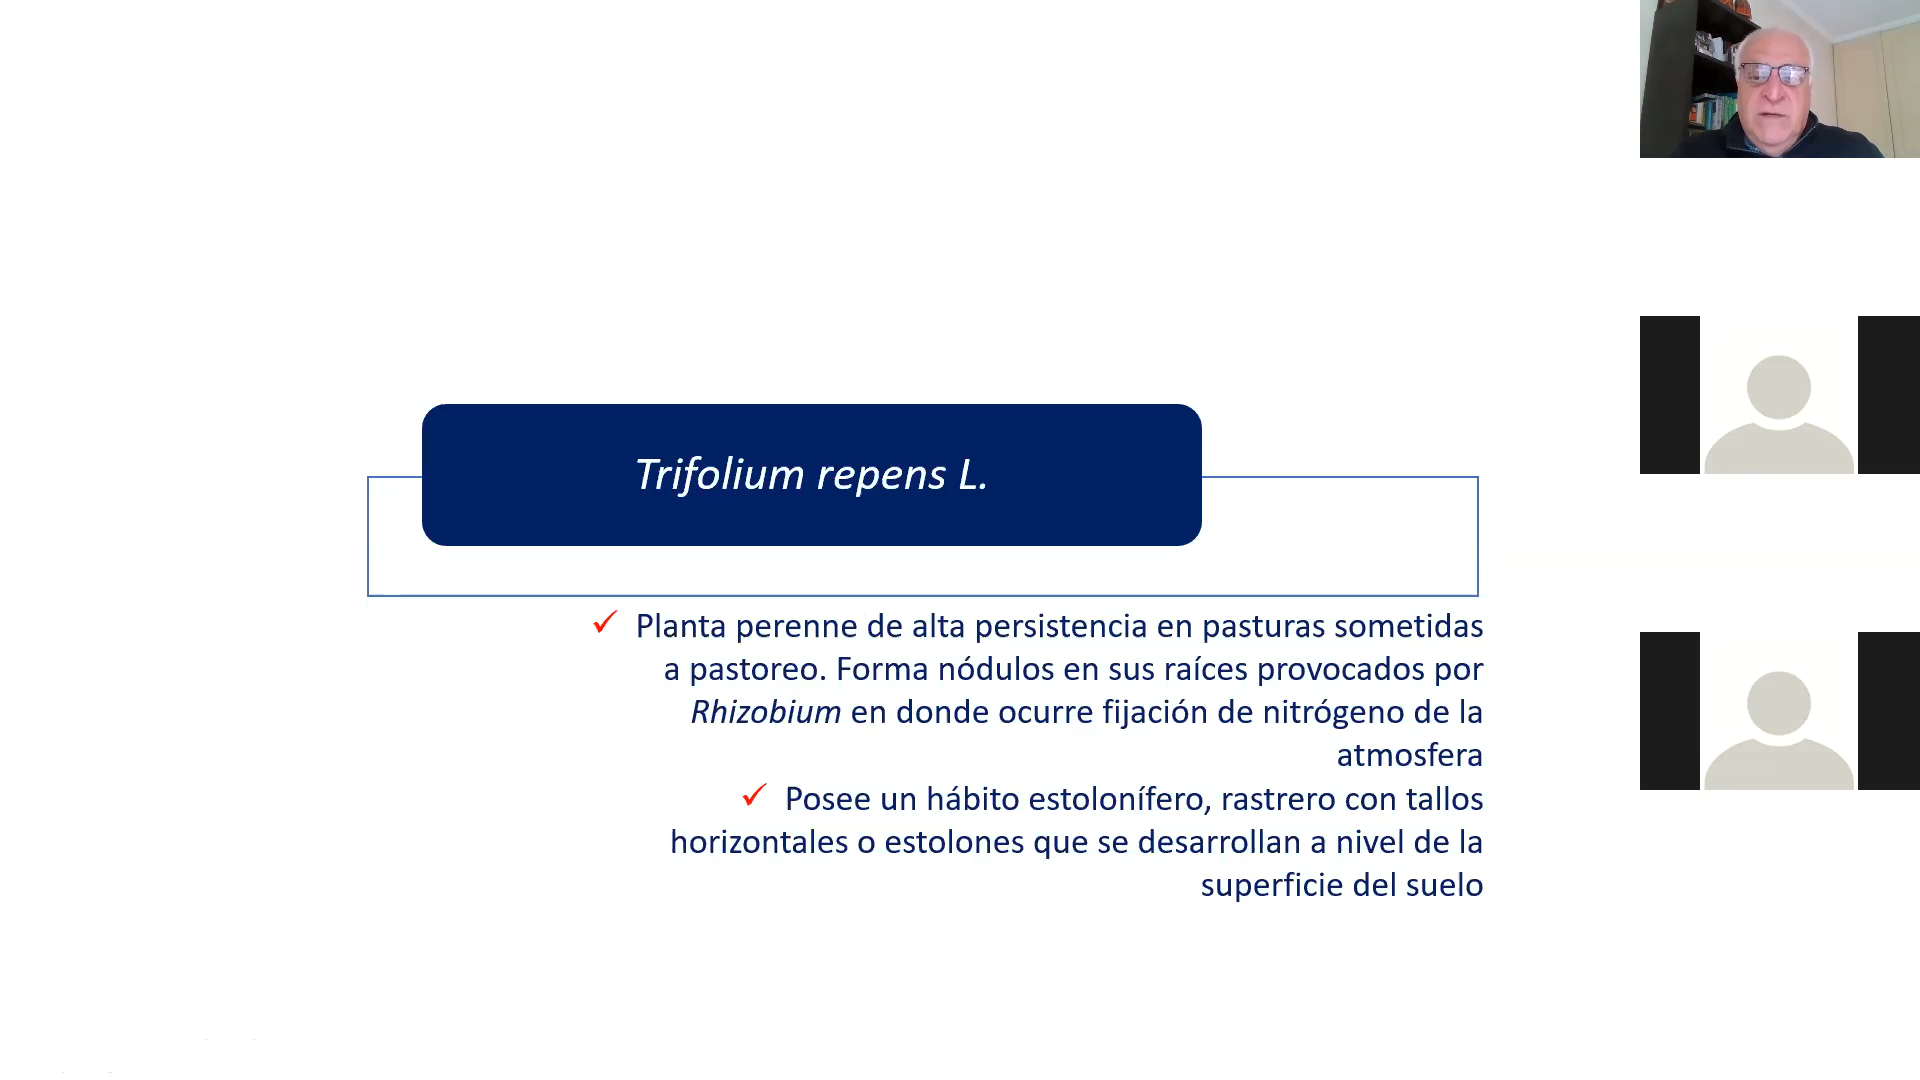 Trifolium repens L.
✓ Planta perenne de alta persistencia en pasturas sometidas
a pastoreo. Forma nódulos en sus raíces provocados por
Rhizobium en donde ocurre fijación de nitrógeno de la
atmosfera
✓ Posee un hábito estolonífero, rastrero con tallos
horizontales o estolones que se desarrollan a nivel de la
superficie del suelo